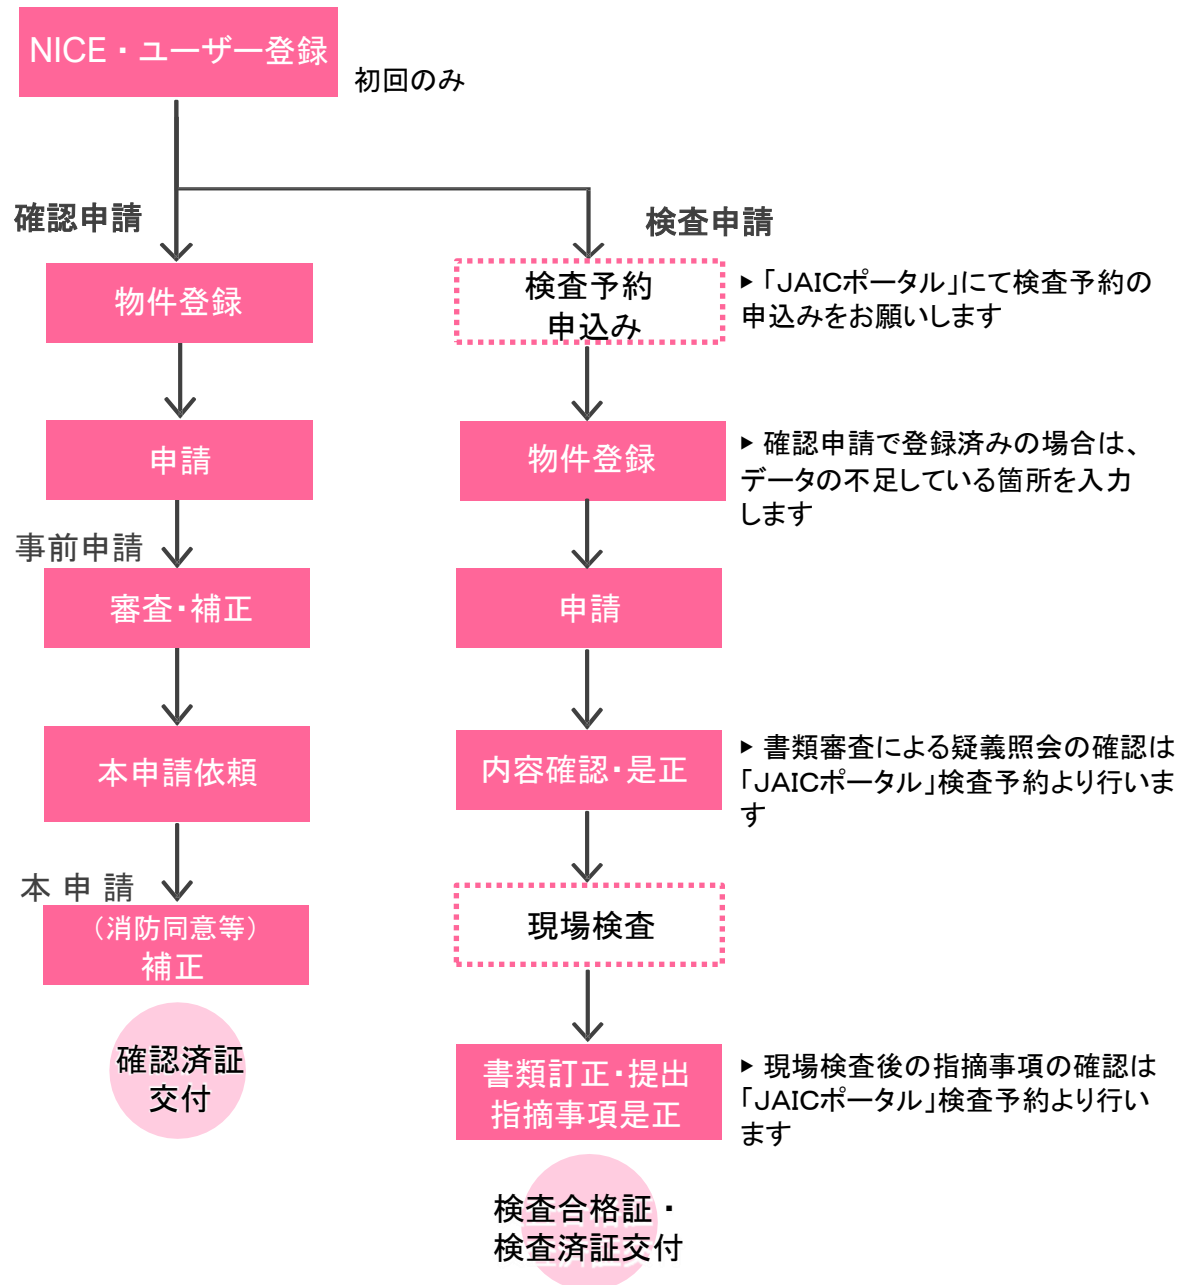 NICE・ユーザー登録
初回のみ
確認申請
物件登録
申請
事前申請
審査・補正
本申請依頼
本 申 請
（消防同意等）
補正
確認済証
交付
検査申請
検査予約
申込み
▶「JAICポータル」にて検査予約の
申込みをお願いします
物件登録
▶ 確認申請で登録済みの場合は、
データの不足している箇所を入力
します
申請
内容確認・是正
▶ 書類審査による疑義照会の確認は
「JAICポータル」検査予約より行いま
す
現場検査
書類訂正・提出
指摘事項是正
▶ 現場検査後の指摘事項の確認は
「JAICポータル」検査予約より行い
ます
検査合格証・
検査済証交付